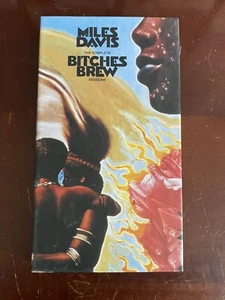 MILES
DAVIS
THE COMPLETE
BITCHES
BREW
SESSIONS